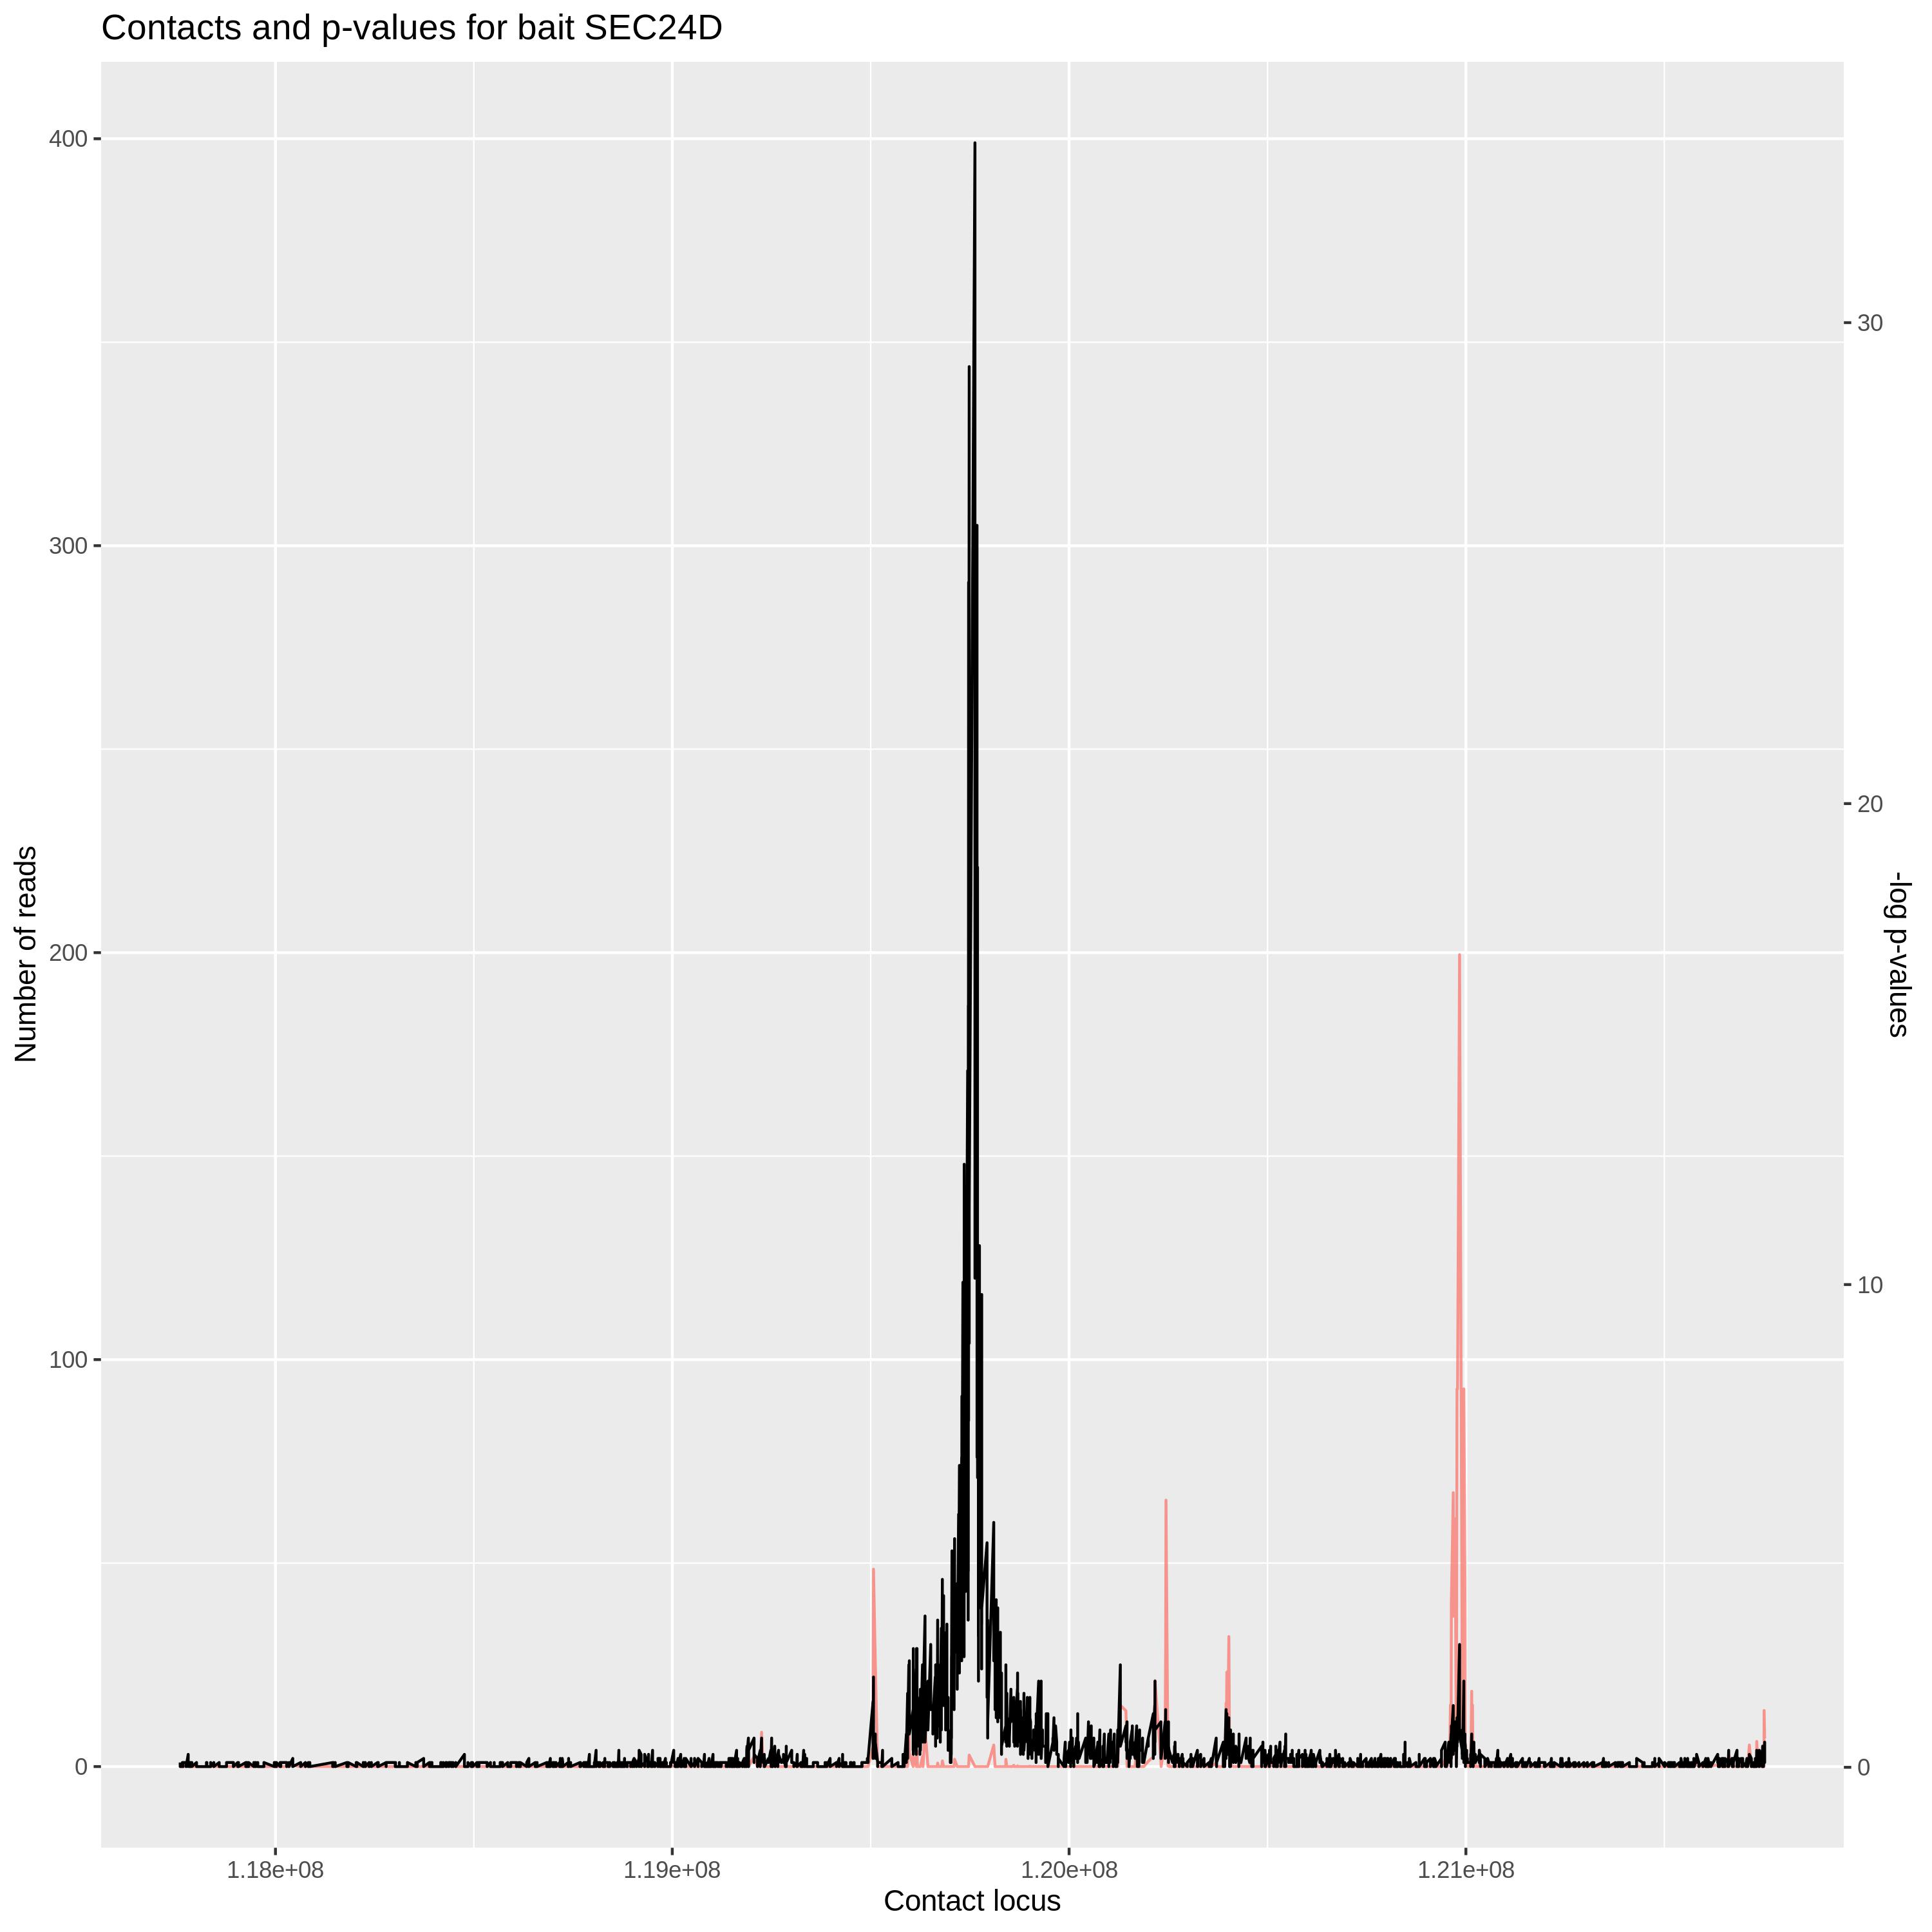 Contacts and p-values for bait SEC24D
400
300
200
100
0
Number of reads
30
20
10
0
-log p-values
1.18e+08
1.19e+08
1.20e+08
1.21e+08
Contact locus